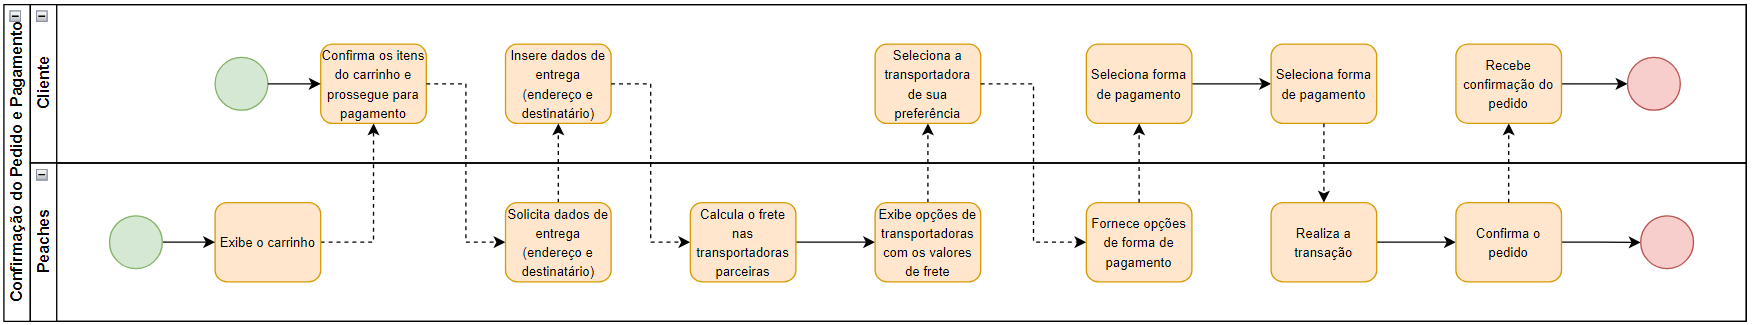 Confirmação do Pedido e Pagamento
Cliente
Confirma os itens
do carrinho e
prossegue para
pagamento
Insere dados de
entrega
(endereço e
destinatário)
Seleciona a
transportadora
de sua
preferência
Seleciona forma
de pagamento
Seleciona forma
de pagamento
Recebe
confirmação do
pedido
Peaches
Exibe o carrinho
Solicita dados de
entrega
(endereço e
destinatário)
Calcula o frete
nas
transportadoras
parceiras
Exibe opções de
transportadoras
com os valores
de frete
Fornece opções
de forma de
pagamento
Realiza a
transação
Confirma o
pedido